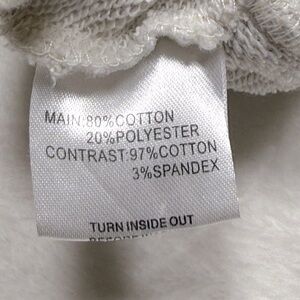 MAIN:80%COTTON
20%POLYESTER
CONTRAST:97%COTTON
3%SPANDEX
TURN INSIDE OUT